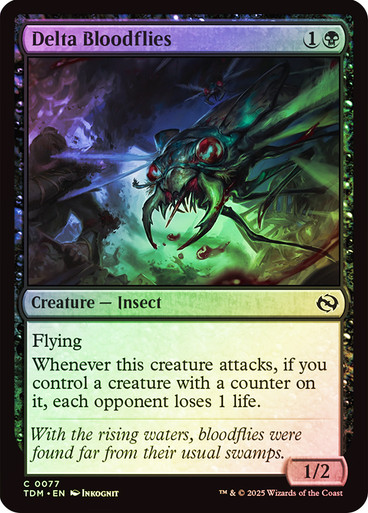 Delta Bloodflies 1
Creature — Insect
Flying
Whenever this creature attacks, if you
control a creature with a counter on
it, each opponent loses 1 life.
With the rising waters, bloodflies were
found far from their usual swamps.
1/2
C 0077
TDM • EN Inkognit
™ & © 2025 Wizards of the Coast